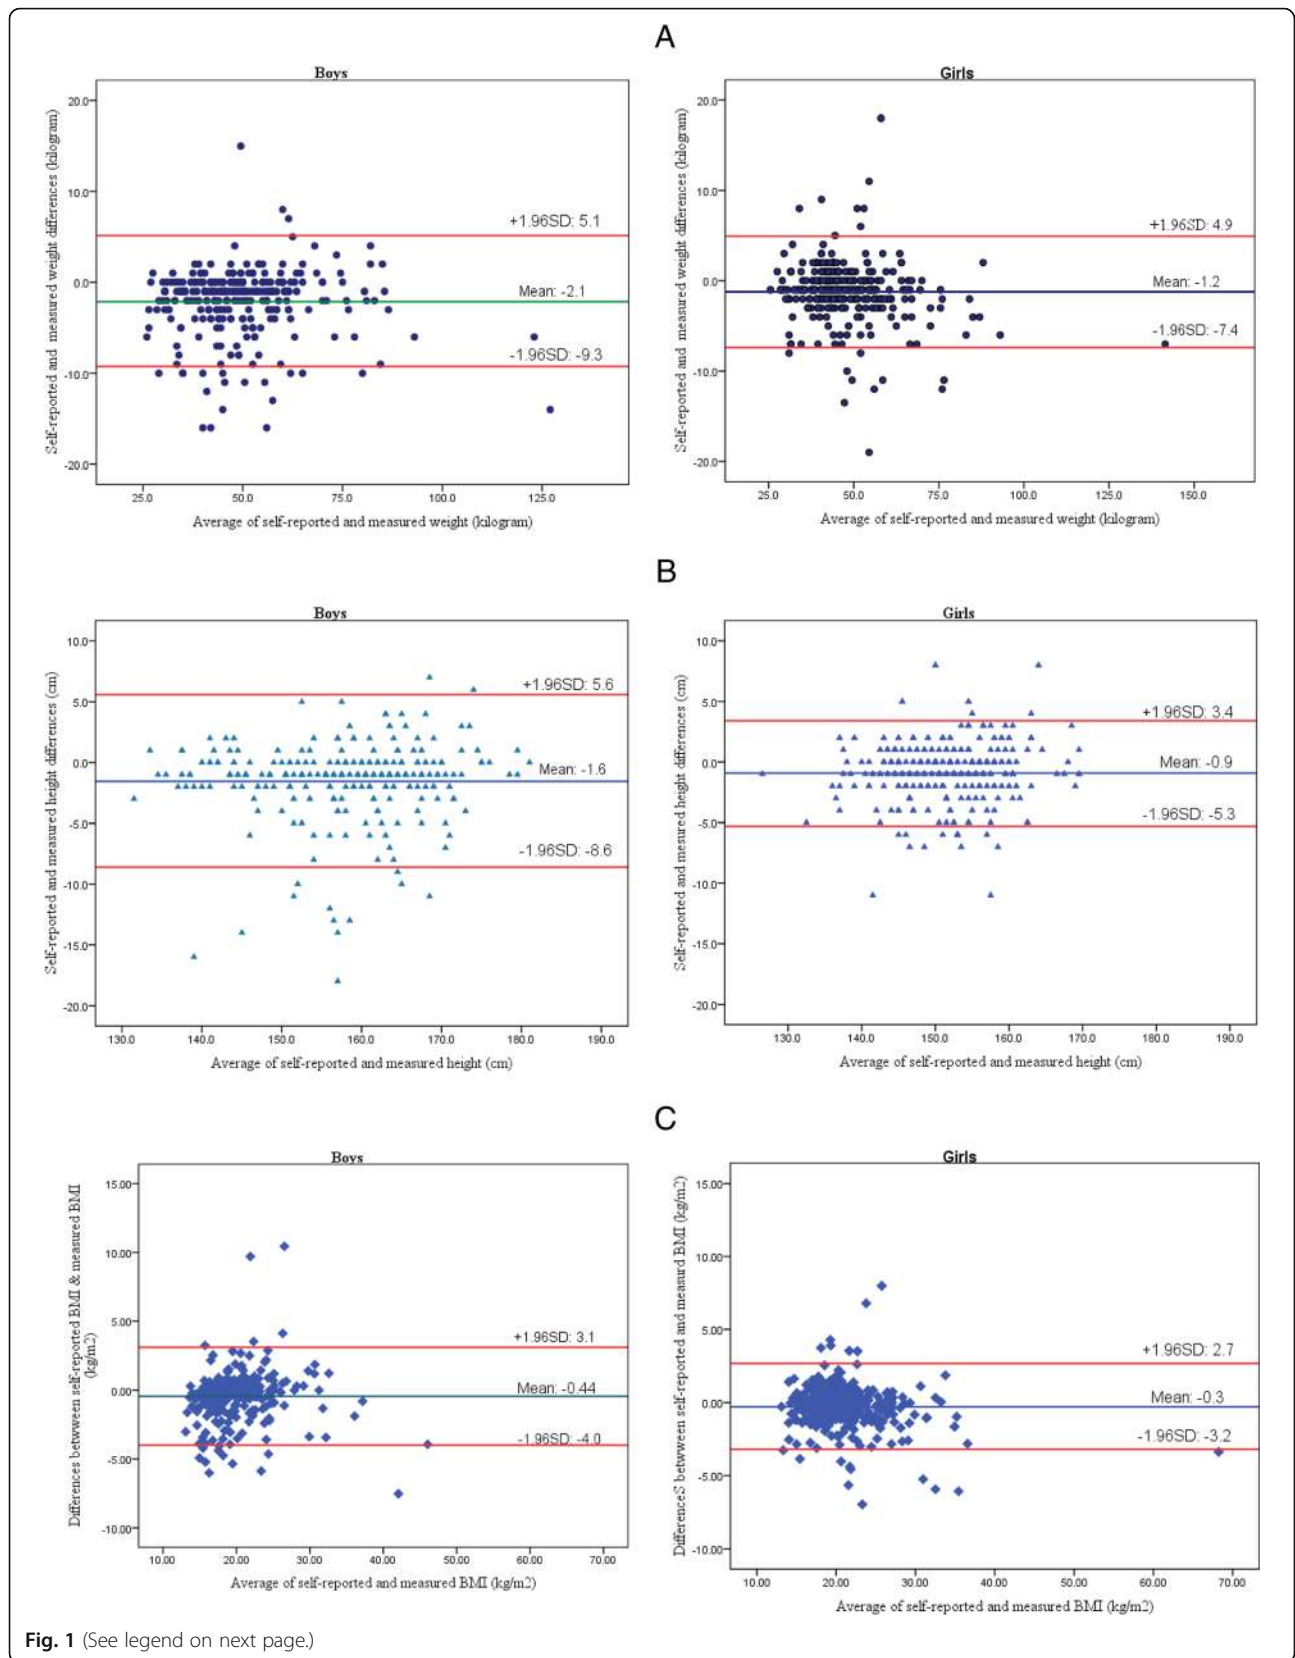 A
Boys
Self-reported and measured weight differences (kilogram)
20.0
10.0
0.0
-10.0
-20.0
+1.96SD: 5.1
Mean: -2.1
-1.96SD: -9.3
25.0 50.0 75.0 100.0 125.0
Average of self-reported and measured weight (kilogram)
Girls
Self-reported and measured weight differences (kilogram)
20.0
10.0
0.0
-10.0
-20.0
+1.96SD: 4.9
Mean: -1.2
-1.96SD: -7.4
25.0 50.0 75.0 100.0 125.0 150.0
Average of self-reported and measured weight (kilogram)
B
Boys
Self-reported and measured height differences (cm)
10.0
5.0
0.0
-5.0
-10.0
-15.0
-20.0
+1.96SD: 5.6
Mean: -1.6
-1.96SD: -8.6
130.0 140.0 150.0 160.0 170.0 180.0 190.0
Average of self-reported and measured height (cm)
Girls
Self-reported and mesured height differences (cm)
10.0
5.0
0.0
-5.0
-10.0
-15.0
-20.0
+1.96SD: 3.4
Mean: -0.9
-1.96SD: -5.3
130.0 140.0 150.0 160.0 170.0 180.0 190.0
Average of self-reported and measured height (cm)
C
Boys
Differences betwween self-reported BMI & measured BMI
(kg/m2)
15.00
10.00
5.00
0.00
-5.00
-10.00
+1.96SD: 3.1
Mean: -0.44
-1.96SD: -4.0
10.00 20.00 30.00 40.00 50.00 60.00 70.00
Average of self-reported and measured BMI (kg/m2)
Girls
DifferenceS betwween self-reported and measurd BMI (kg/m2)
15.00
10.00
5.00
0.00
-5.00
-10.00
+1.96SD: 2.7
Mean: -0.3
-1.96SD: -3.2
10.00 20.00 30.00 40.00 50.00 60.00 70.00
Average of self-reported and measured BMI (kg/m2)
Fig. 1 (See legend on next page.)